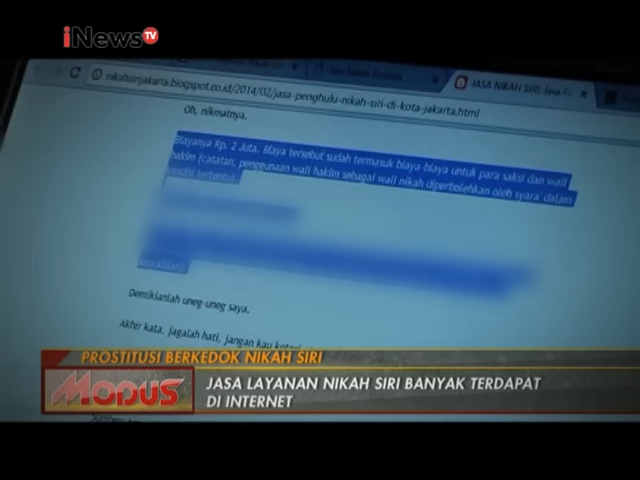 iNews TV
JASA NIKAH SIRI: Jasa
nikahsirijakarta.blogspot.co.id/2014/02/jasa-penghulu-nikah-siri-di-kota-jakarta.html
Oh, nikmatnya,
Biayanya Rp. 2 Juta. Biaya tersebut sudah termasuk biaya-biaya untuk para saksi dan wali
hakim (catatan, penggunaan wali hakim sebagai wali nikah diperbolehkan oleh syara' dalam
kondisi tertentu).
Demikianlah uneg-uneg saya.
Akhir kata, jagalah hati, jangan kau
PROSTITUSI BERKEDOK NIKAH SIRI
MODUS
JASA LAYANAN NIKAH SIRI BANYAK TERDAPAT
DI INTERNET